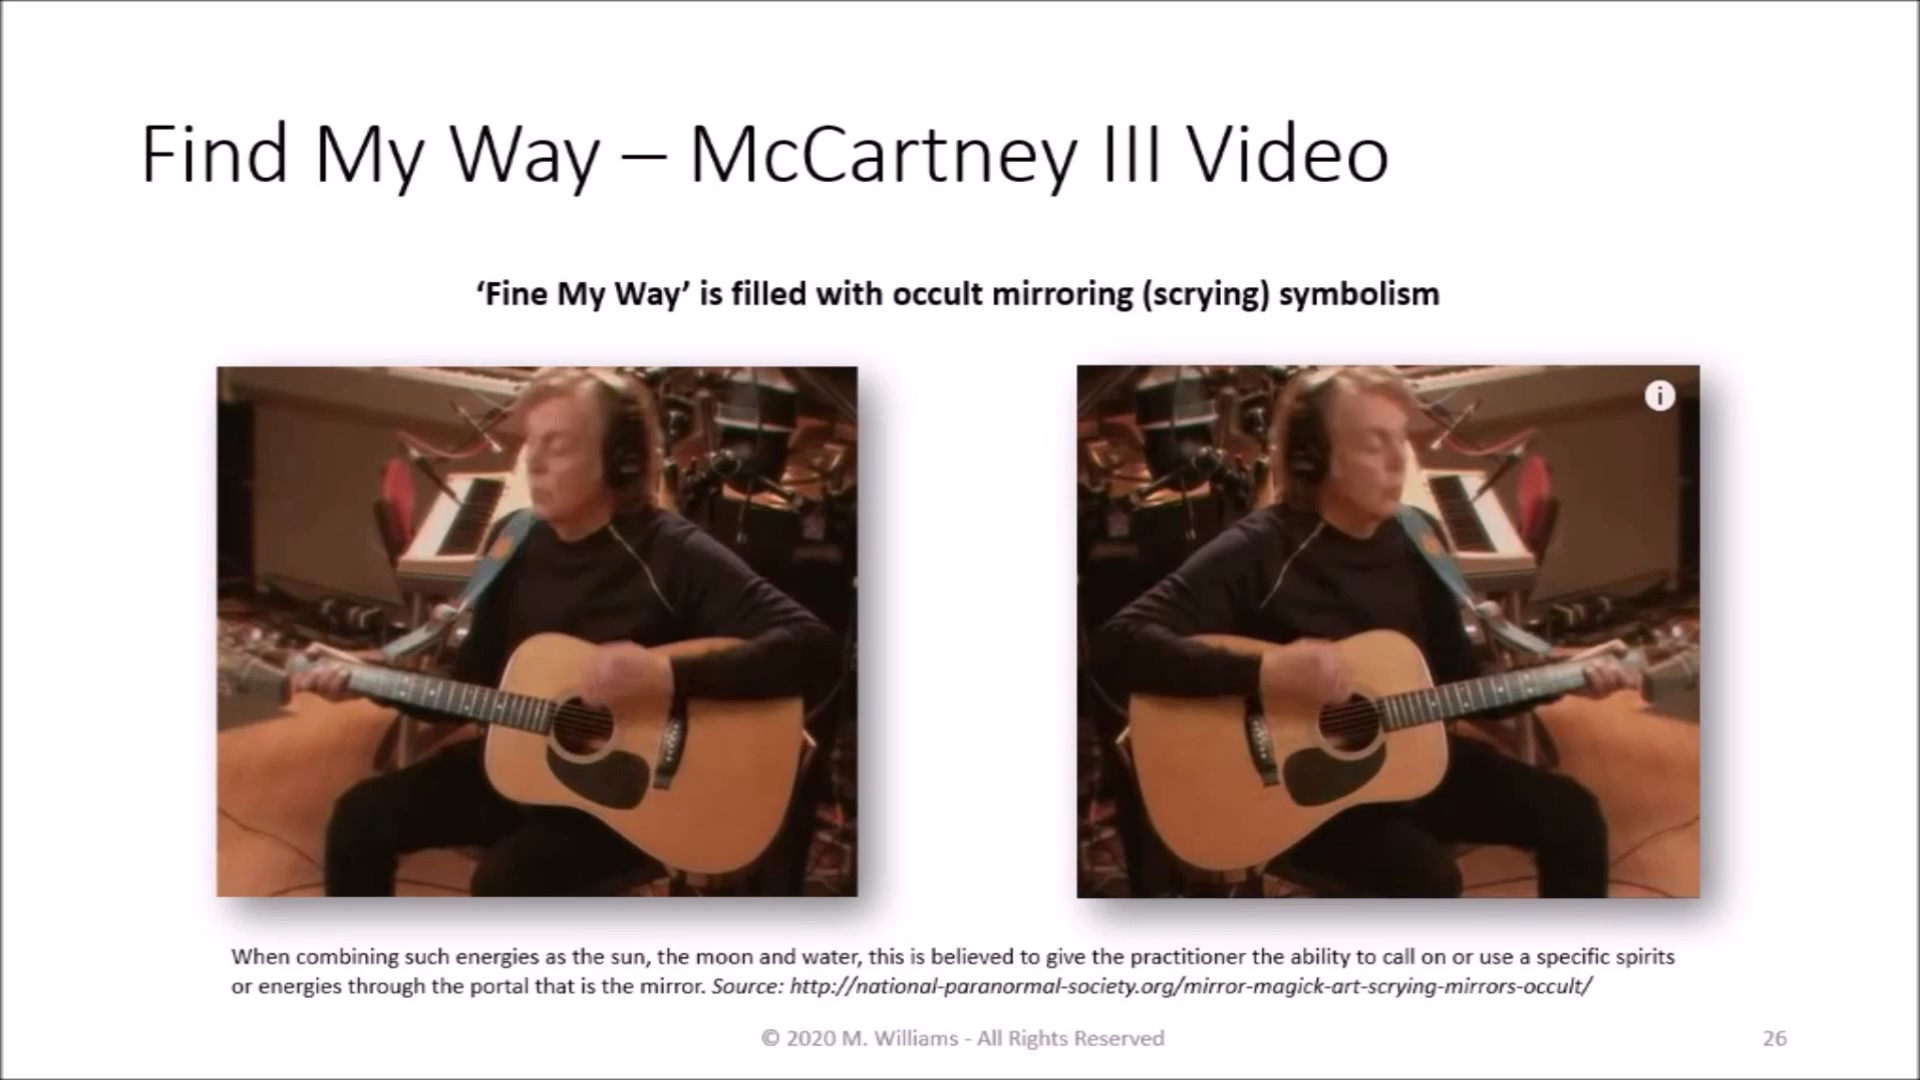 Find My Way – McCartney III Video
‘Fine My Way’ is filled with occult mirroring (scrying) symbolism
When combining such energies as the sun, the moon and water, this is believed to give the practitioner the ability to call on or use a specific spirits
or energies through the portal that is the mirror. Source: http://national-paranormal-society.org/mirror-magick-art-scrying-mirrors-occult/
© 2020 M. Williams - All Rights Reserved
26